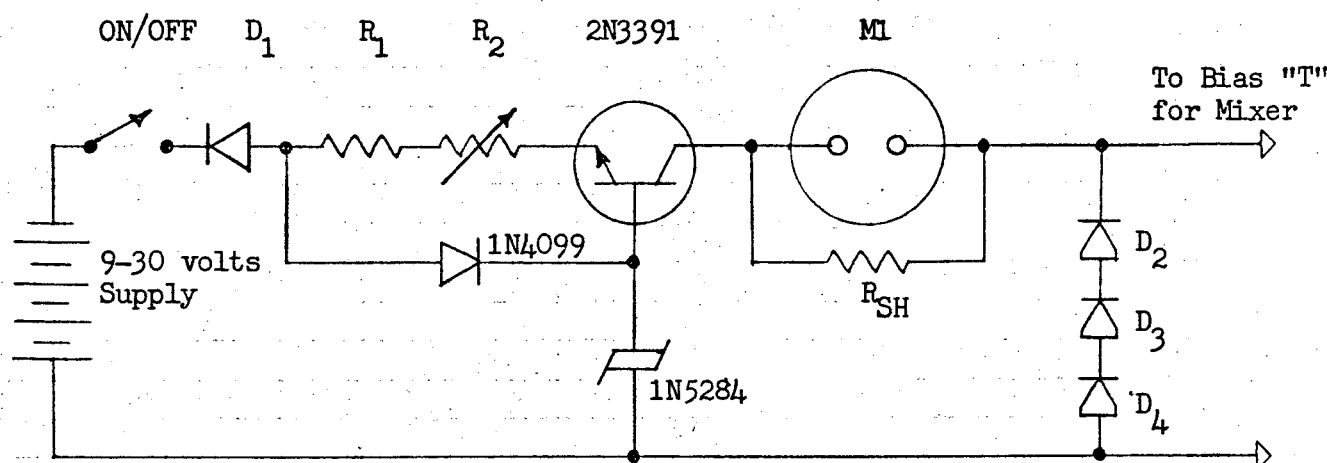 ON/OFF D1 R1 R2 2N3391 M1
To Bias "T"
for Mixer
1N4099
9-30 volts
Supply
RSH
1N5284
D2
D3
D4